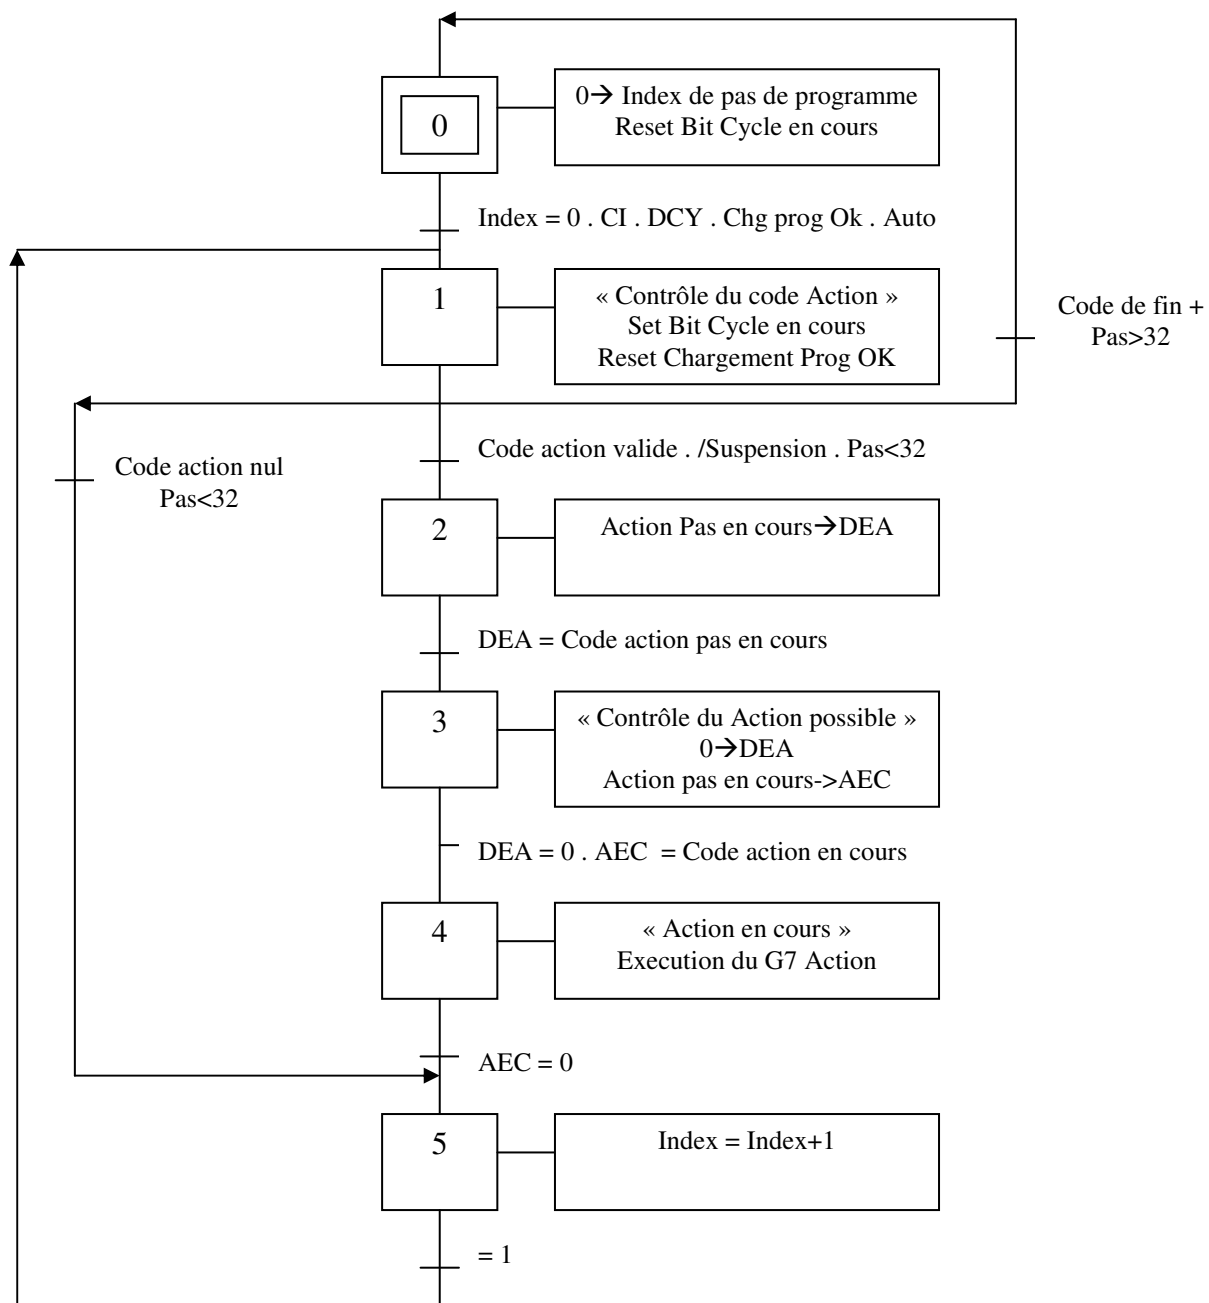 0
0→ Index de pas de programme
Reset Bit Cycle en cours
Index = 0 . CI . DCY . Chg prog Ok . Auto
1
« Contrôle du code Action »
Set Bit Cycle en cours
Reset Chargement Prog OK
Code de fin +
Pas>32
Code action valide . /Suspension . Pas<32
Code action nul
Pas<32
2
Action Pas en cours→DEA
DEA = Code action pas en cours
3
« Contrôle du Action possible »
0→DEA
Action pas en cours->AEC
DEA = 0 . AEC  = Code action en cours
4
« Action en cours »
Execution du G7 Action
AEC = 0
5
Index = Index+1
= 1